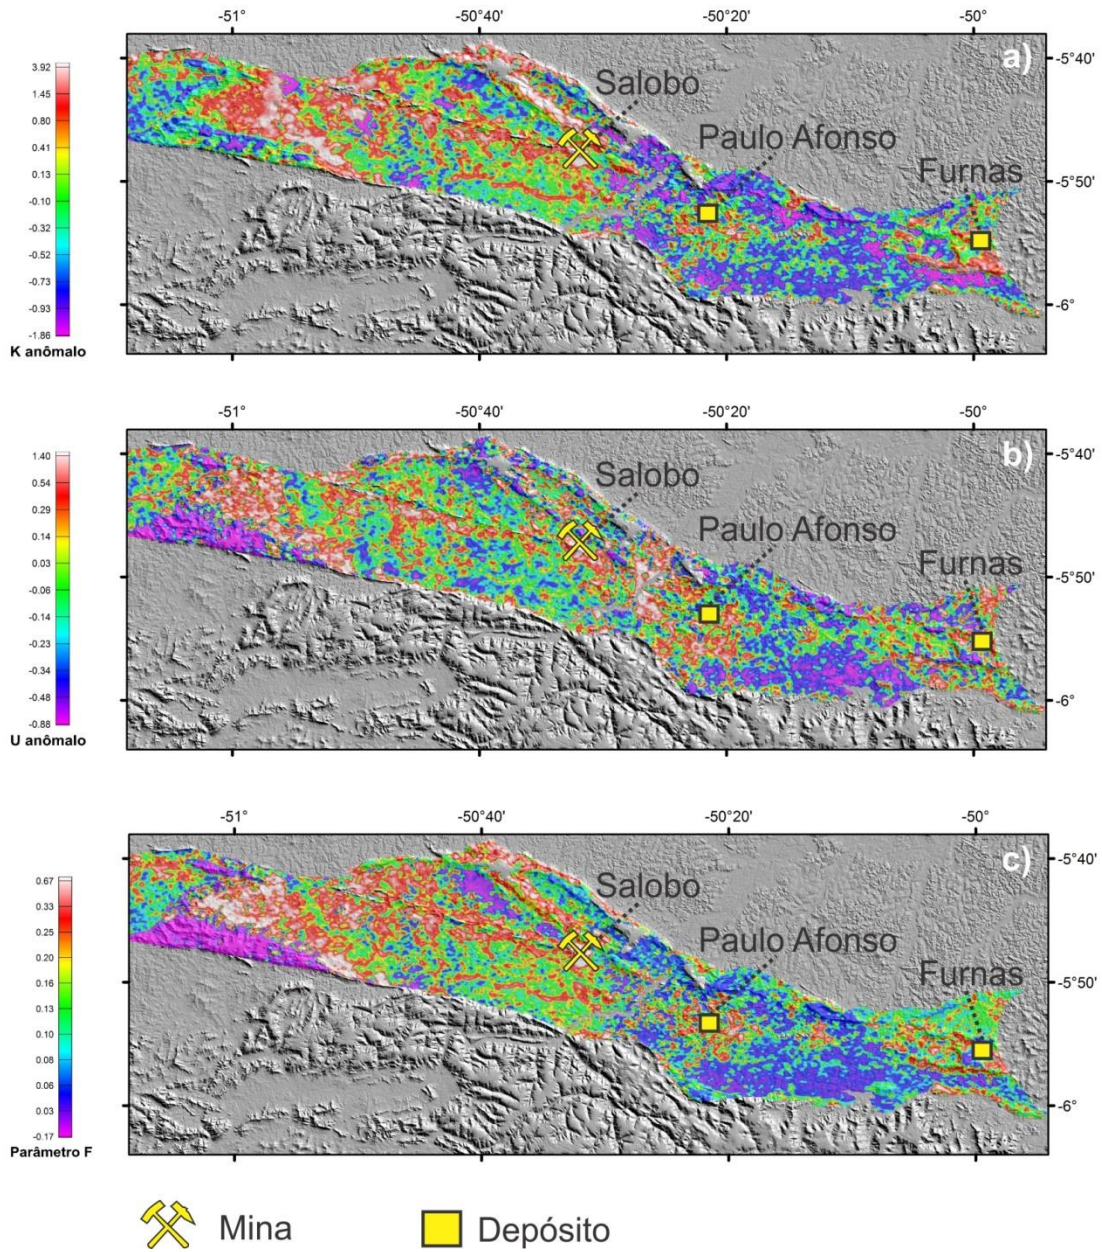 -51° -50°40' -50°20' -50°
a)
3.92
1.45
0.80
0.41
0.13
-0.10
-0.32
-0.73
-0.93
-1.86
K anômalo
Salobo
Paulo Afonso
Furnas
-5°40'
-5°50'
-6°
-51° -50°40' -50°20' -50°
b)
1.40
0.54
0.29
0.14
0.03
-0.06
-0.14
-0.23
-0.34
-0.48
-0.88
U anômalo
Salobo
Paulo Afonso
Furnas
-5°40'
-5°50'
-6°
-51° -50°40' -50°20' -50°
c)
0.67
0.33
0.25
0.20
0.17
0.13
0.10
0.08
0.06
0.03
-0.17
Parâmetro F
Salobo
Paulo Afonso
Furnas
-5°40'
-5°50'
-6°
Mina Depósito